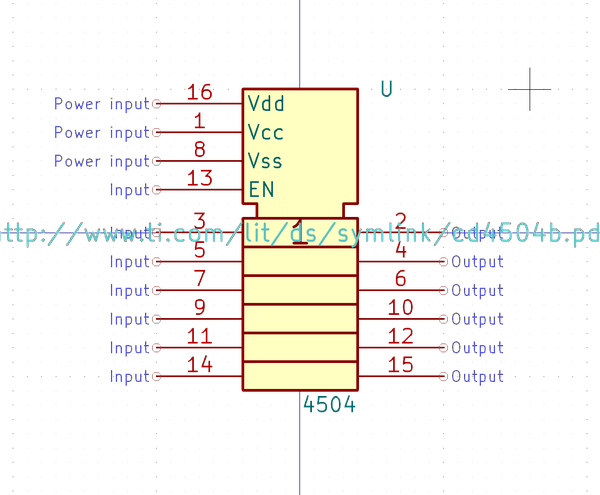 U
Power input 16 Vdd
Power input 1 Vcc
Power input 8 Vss
Input 13 EN
Input 3 1 2 Output
http://www.ti.com/lit/ds/symlink/cd4504b.pd
Input 5 4 Output
Input 7 6 Output
Input 9 10 Output
Input 11 12 Output
Input 14 15 Output
4504